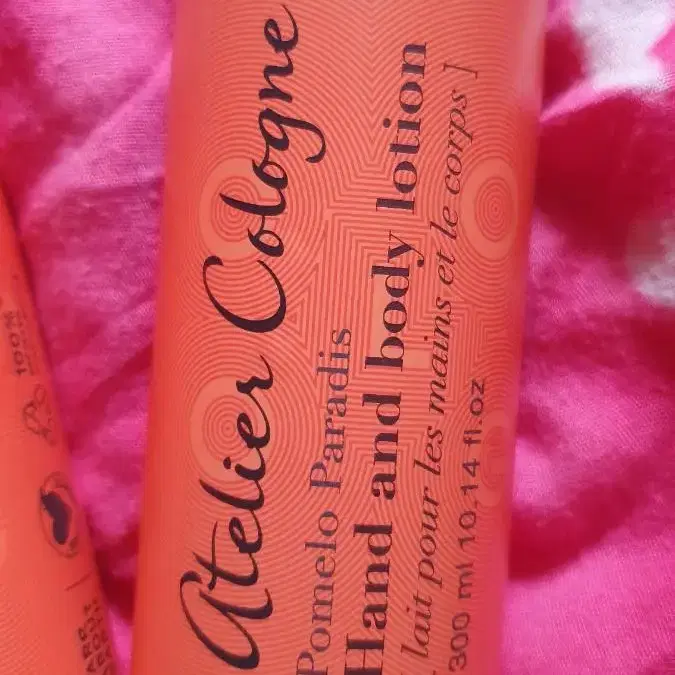 Atelier Cologne
Pomelo Paradis
Hand and body lotion
[ lait pour les mains et le corps ]
300 ml 10.14 fl.oz
100%